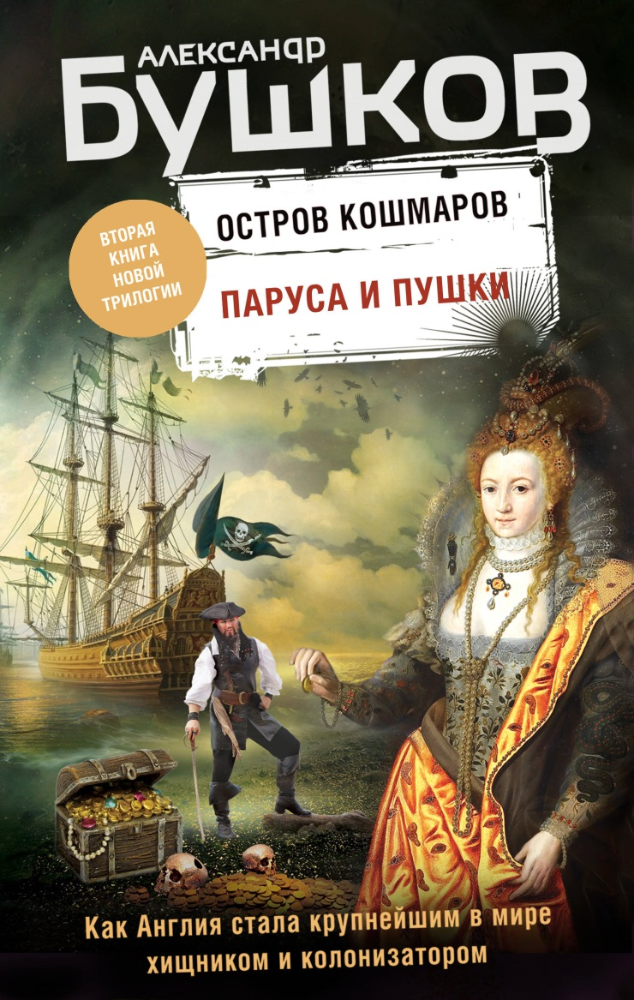 АЛЕКСАНДР
БУШКОВ
ОСТРОВ КОШМАРОВ
ПАРУСА И ПУШКИ
ВТОРАЯ
КНИГА
НОВОЙ
ТРИЛОГИИ
Как Англия стала крупнейшим в мире
хищником и колонизатором